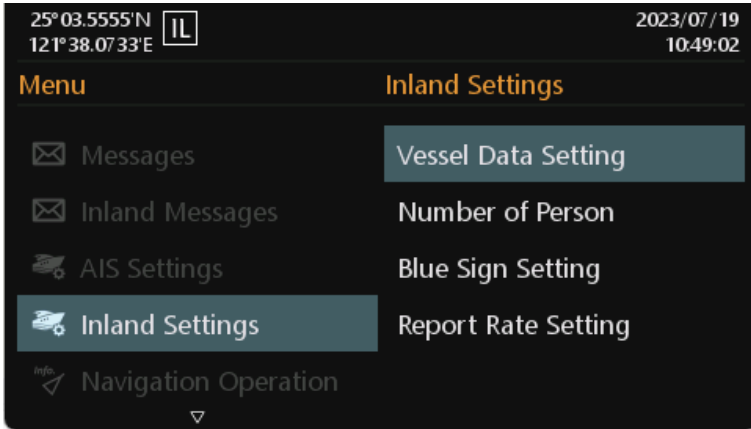 25°03.5555'N
121°38.0733'E
IL
2023/07/19
10:49:02
Menu
Inland Settings
Messages
Inland Messages
AIS Settings
Inland Settings
Info.
Navigation Operation
Vessel Data Setting
Number of Person
Blue Sign Setting
Report Rate Setting